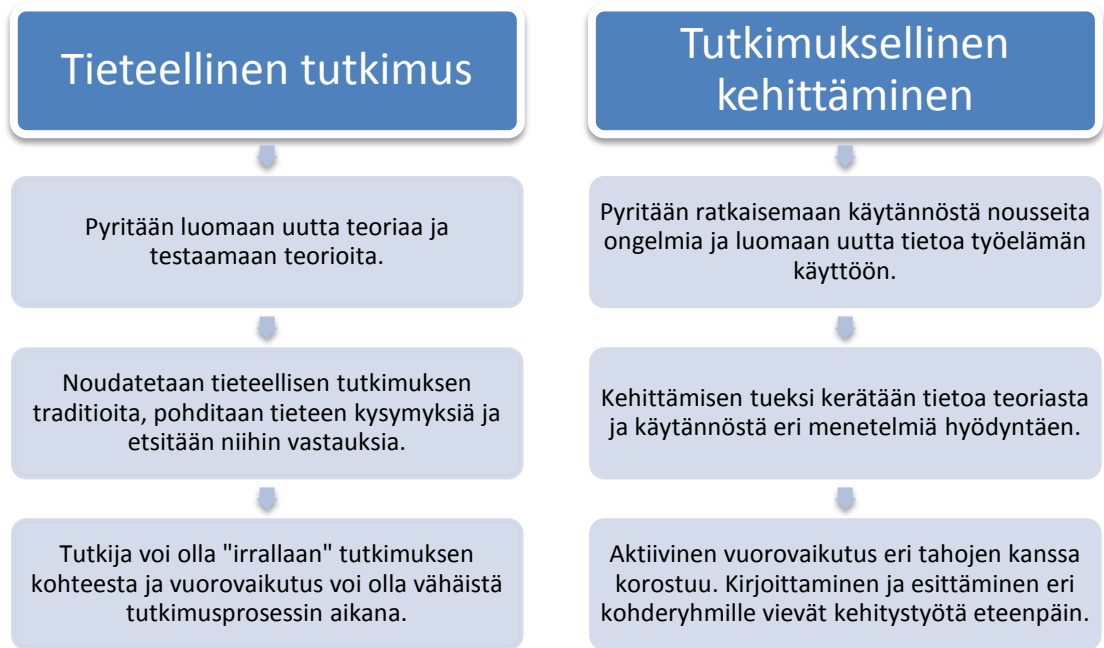 Tieteellinen tutkimus
Pyritään luomaan uutta teoriaa ja
testaamaan teorioita.
Noudatetaan tieteellisen tutkimuksen
traditioita, pohditaan tieteen kysymyksiä ja
etsitään niihin vastauksia.
Tutkija voi olla "irrallaan" tutkimuksen
kohteesta ja vuorovaikutus voi olla vähäistä
tutkimusprosessin aikana.
Tutkimuksellinen
kehittäminen
Pyritään ratkaisemaan käytännöstä nousseita
ongelmia ja luomaan uutta tietoa työelämän
käyttöön.
Kehittämisen tueksi kerätään tietoa teoriasta
ja käytännöstä eri menetelmiä hyödyntäen.
Aktiivinen vuorovaikutus eri tahojen kanssa
korostuu. Kirjoittaminen ja esittäminen eri
kohderyhmille vievät kehitystyötä eteenpäin.